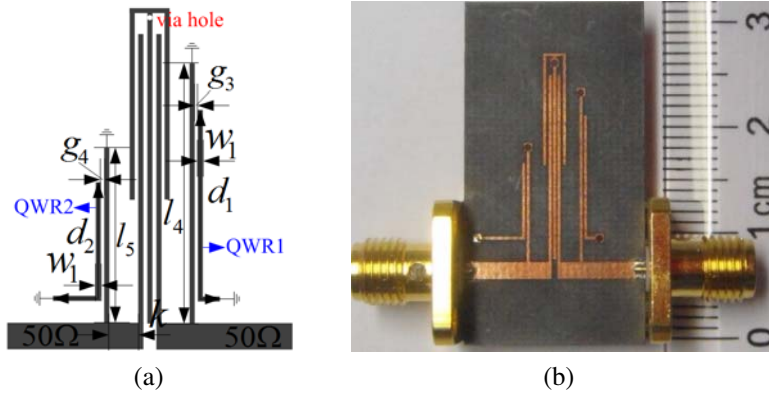 via hole
g3
g4
w1
QWR2
d1
l4
d2
l5
QWR1
w1
k
50Ω
50Ω
3
2
1 cm
0
(a)
(b)